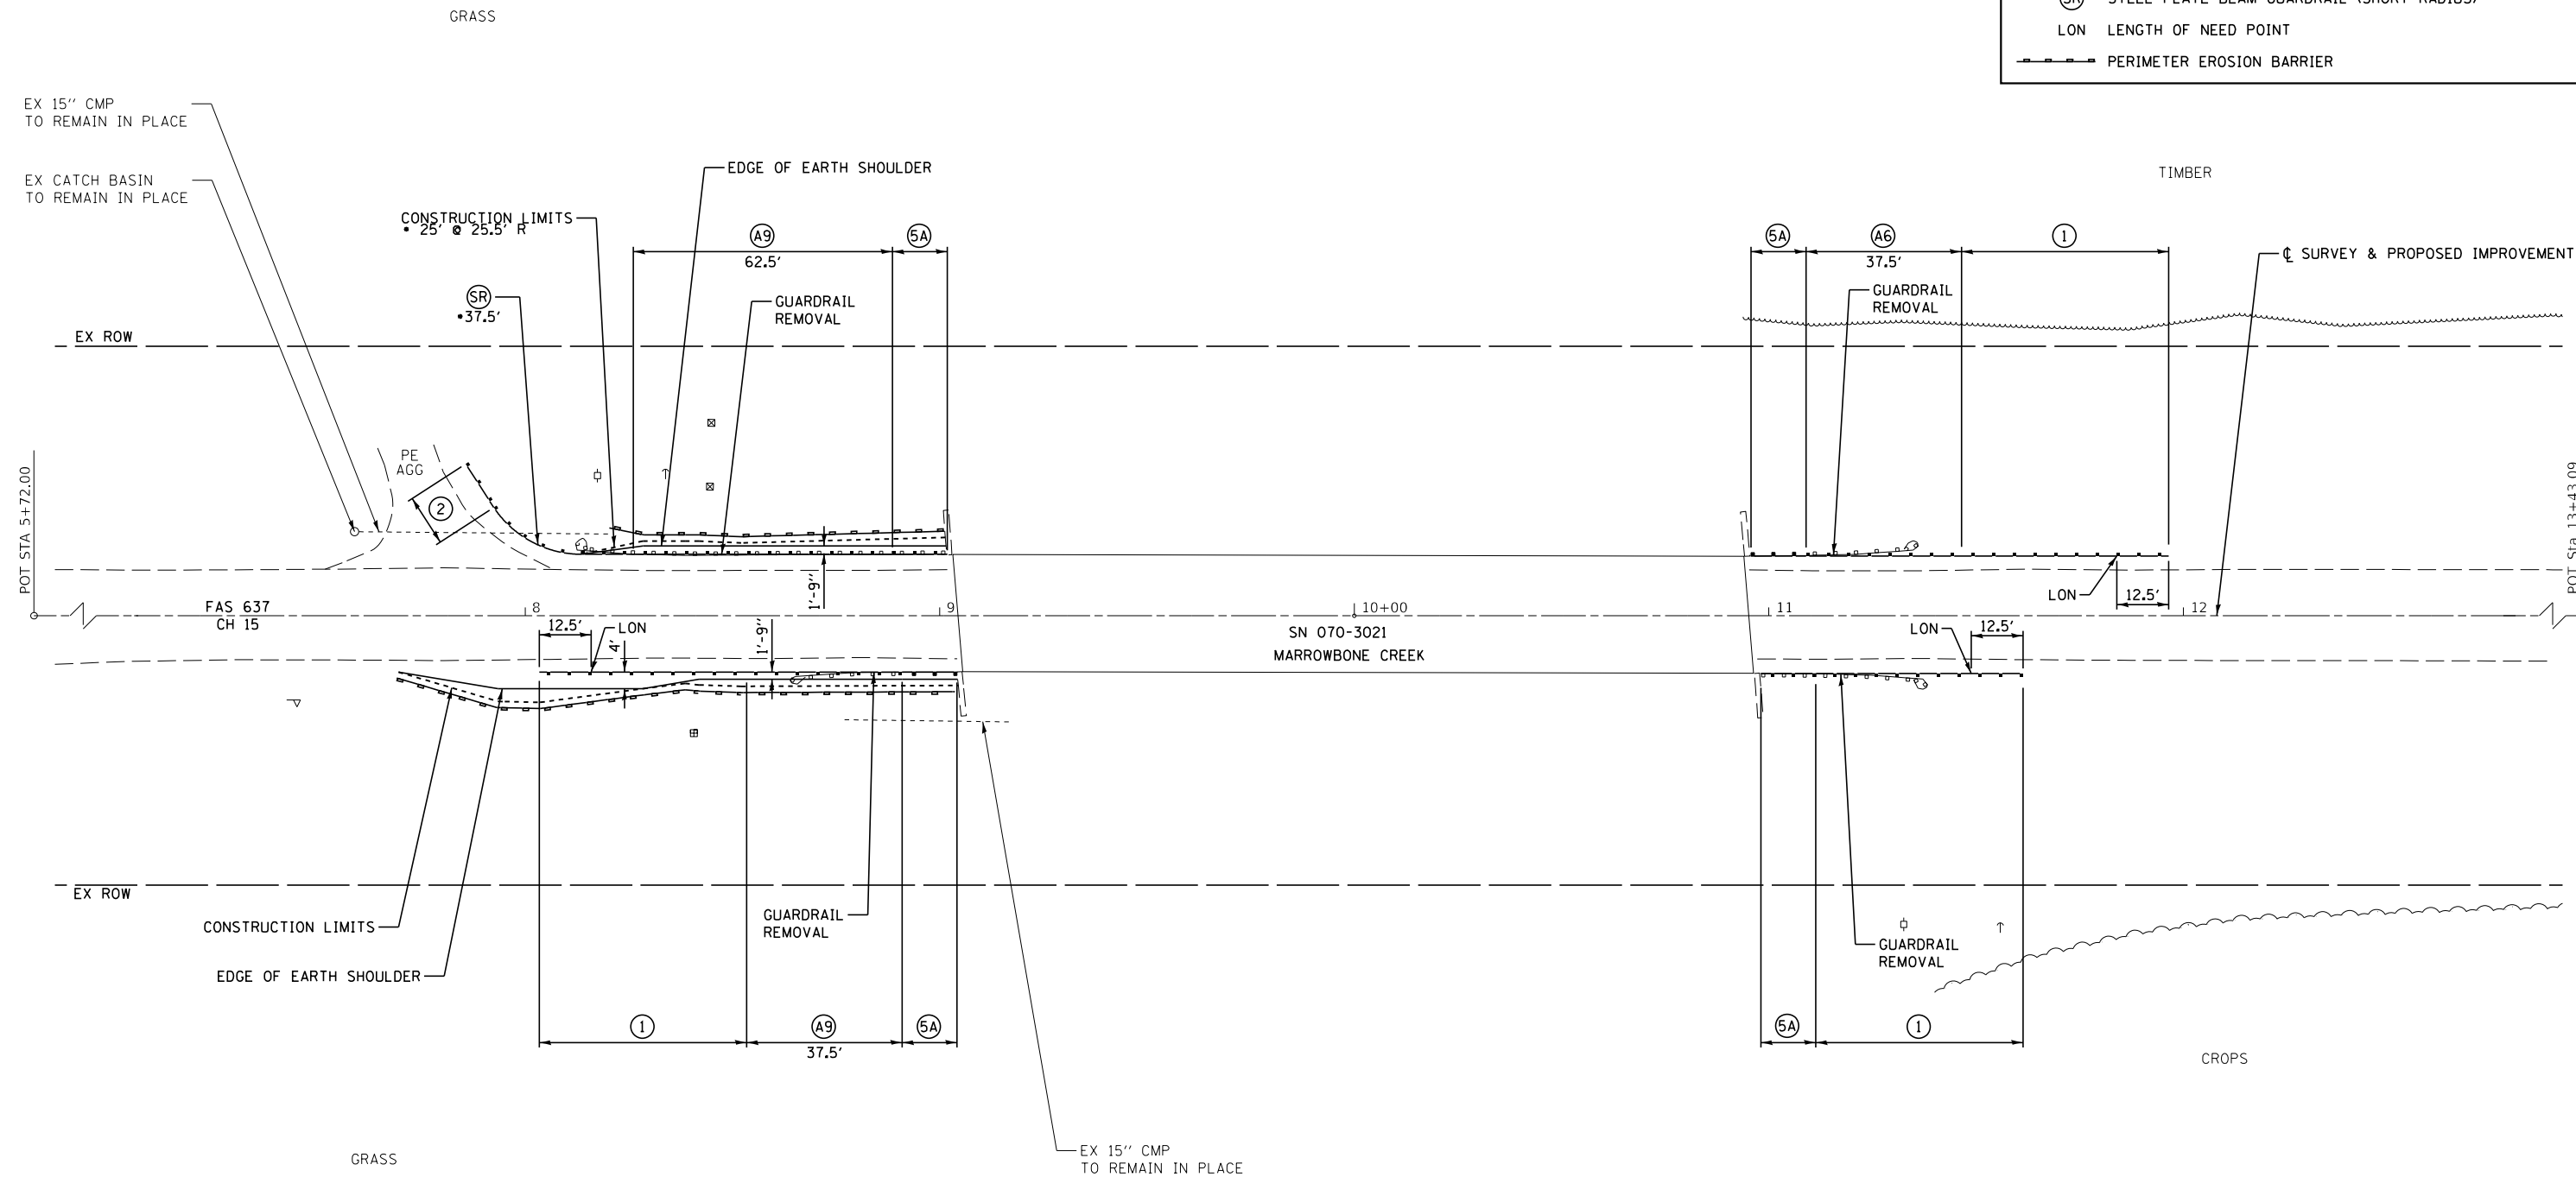 GRASS
LON LENGTH OF NEED POINT
PERIMETER EROSION BARRIER
EX 15" CMP
TO REMAIN IN PLACE
EX CATCH BASIN
TO REMAIN IN PLACE
EDGE OF EARTH SHOULDER
TIMBER
CONSTRUCTION LIMITS
• 25' @ 25.5' R
A9
5A
62.5'
5A
A6
1
37.5'
℄ SURVEY & PROPOSED IMPROVEMENT
SR
•37.5'
GUARDRAIL
REMOVAL
GUARDRAIL
REMOVAL
EX ROW
PE
AGG
2
POT STA 5+72.00
POT Sta 13+43.09
1'-9"
LON
12.5'
FAS 637
CH 15
8
9
10+00
11
12
12.5'
LON
4'
1'-9"
SN 070-3021
MARROWBONE CREEK
LON
12.5'
EX ROW
CONSTRUCTION LIMITS
GUARDRAIL
REMOVAL
GUARDRAIL
REMOVAL
EDGE OF EARTH SHOULDER
1
A9
5A
37.5'
5A
1
CROPS
EX 15" CMP
TO REMAIN IN PLACE
GRASS